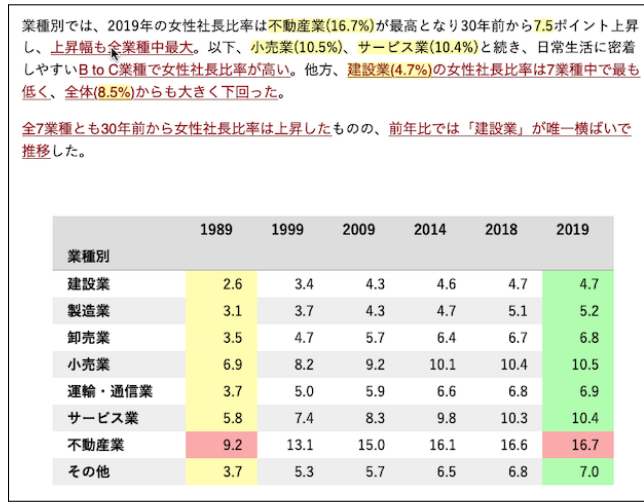 業種別では、2019年の女性社長比率は不動産業(16.7%)が最高となり30年前から7.5ポイント上昇
し、上昇幅も全業種中最大。以下、小売業(10.5%)、サービス業(10.4%)と続き、日常生活に密着
しやすいB to C業種で女性社長比率が高い。他方、建設業(4.7%)の女性社長比率は7業種中で最も
低く、全体(8.5%)からも大きく下回った。
全7業種とも30年前から女性社長比率は上昇したものの、前年比では「建設業」が唯一横ばいで
推移した。
1989 1999 2009 2014 2018 2019
業種別
建設業 2.6 3.4 4.3 4.6 4.7 4.7
製造業 3.1 3.7 4.3 4.7 5.1 5.2
卸売業 3.5 4.7 5.7 6.4 6.7 6.8
小売業 6.9 8.2 9.2 10.1 10.4 10.5
運輸・通信業 3.7 5.0 5.9 6.6 6.8 6.9
サービス業 5.8 7.4 8.3 9.8 10.3 10.4
不動産業 9.2 13.1 15.0 16.1 16.6 16.7
その他 3.7 5.3 5.7 6.5 6.8 7.0